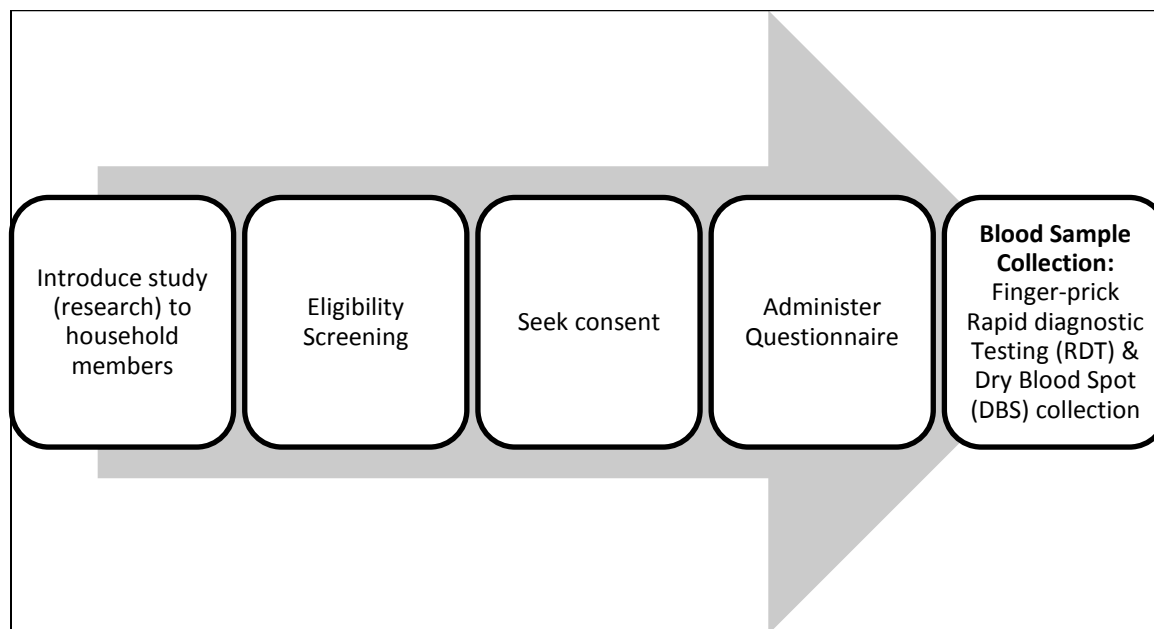 Introduce study
(research) to
household
members
Eligibility
Screening
Seek consent
Administer
Questionnaire
Blood Sample
Collection:
Finger-prick
Rapid diagnostic
Testing (RDT) &
Dry Blood Spot
(DBS) collection